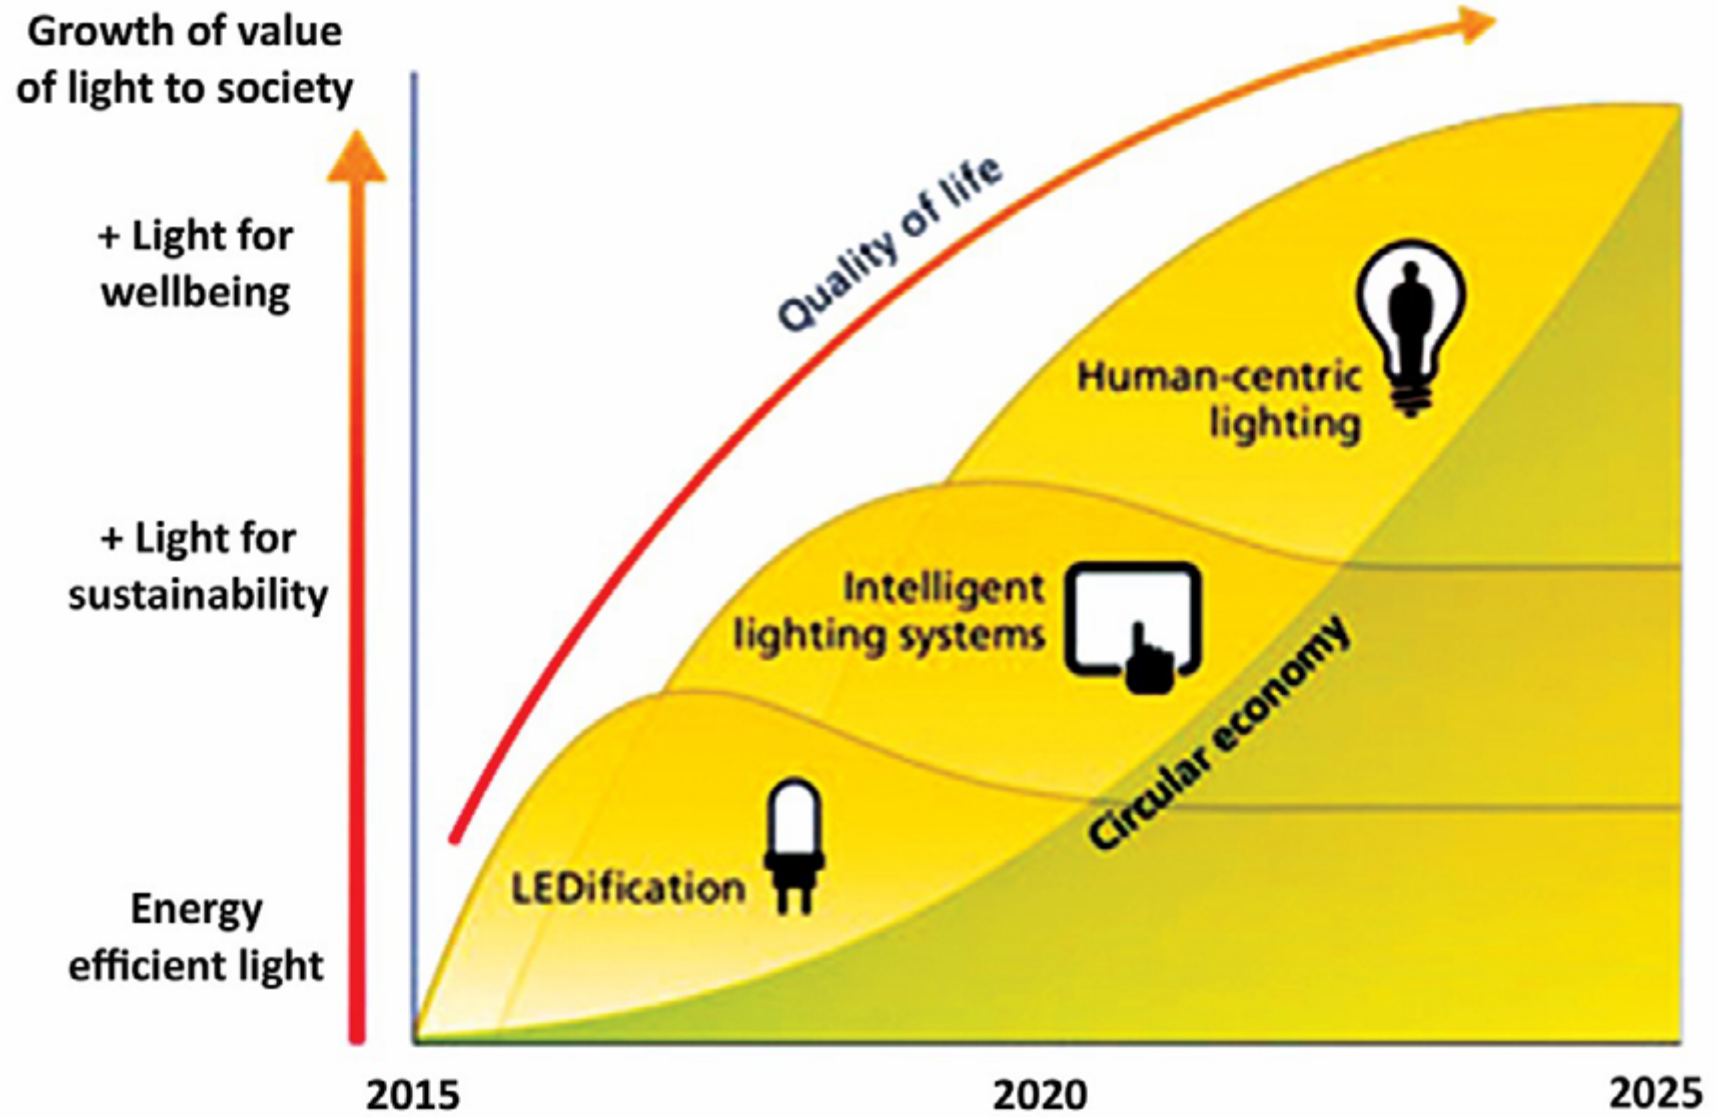 Growth of value
of light to society
+ Light for
wellbeing
+ Light for
sustainability
Energy
efficient light
Quality of life
Human-centric
lighting
Intelligent
lighting systems
LEDification
Circular economy
2015
2020
2025